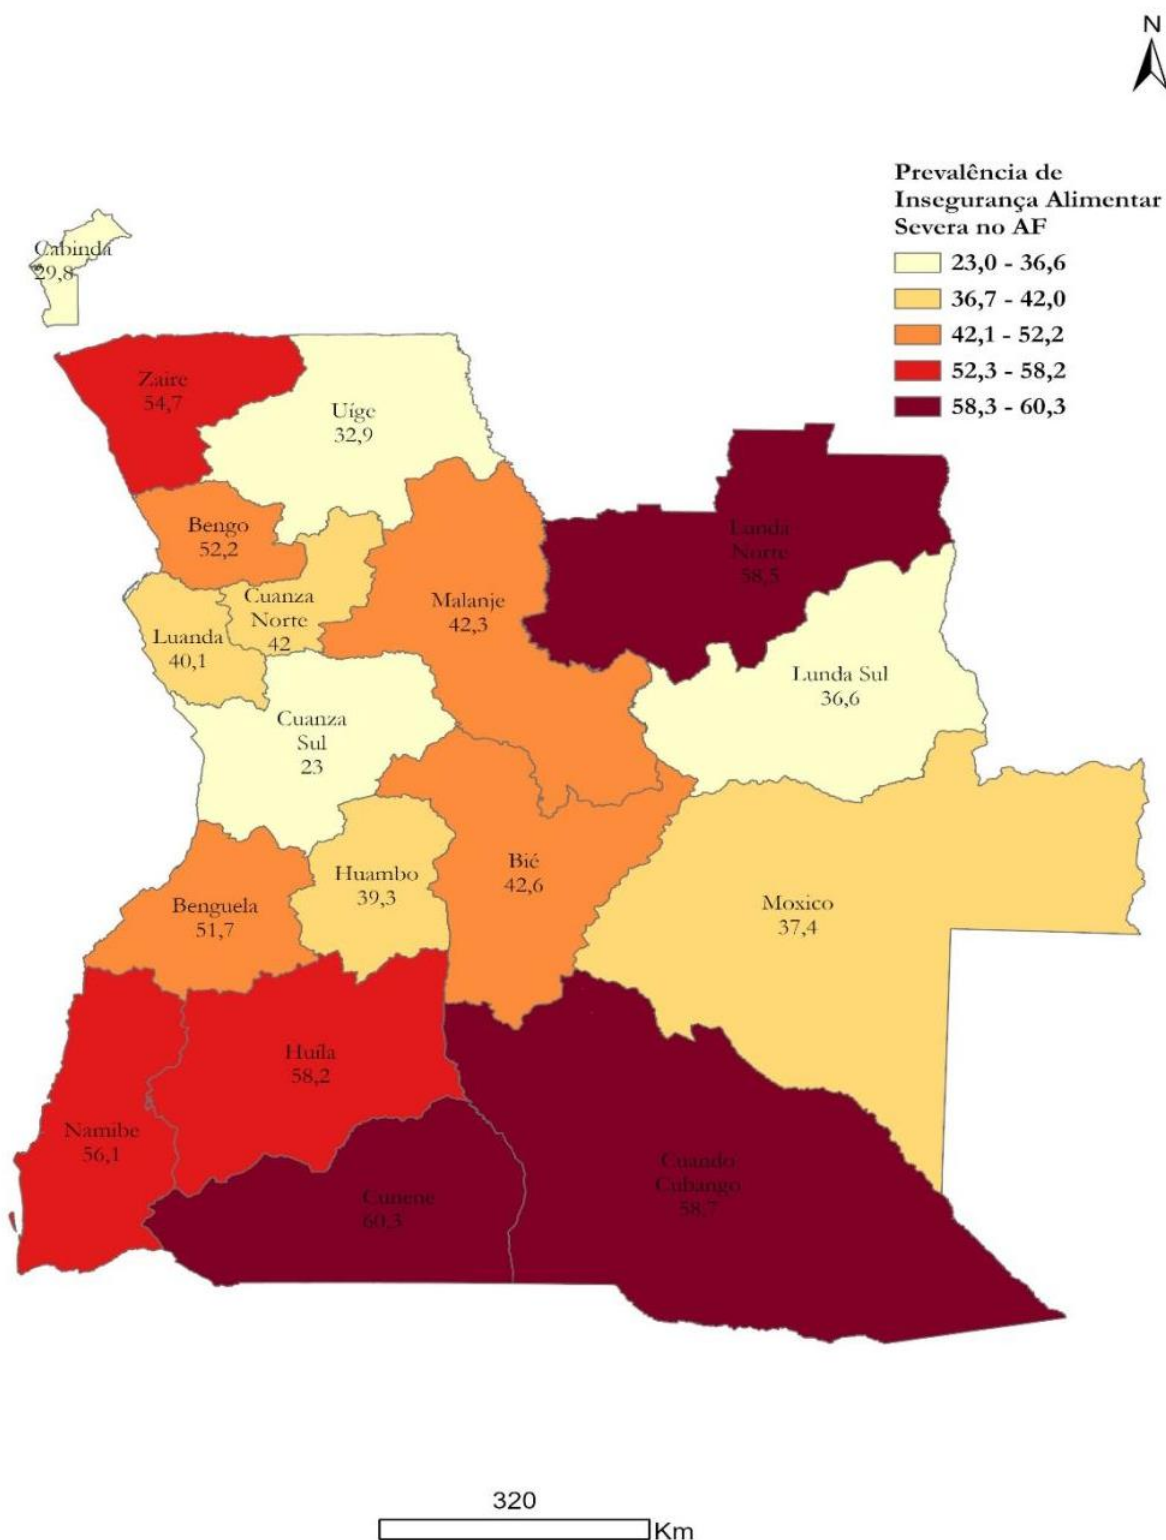 N
Prevalência de
Insegurança Alimentar
Severa no AF
23,0 - 36,6
36,7 - 42,0
42,1 - 52,2
52,3 - 58,2
58,3 - 60,3
Cabinda
29,8
Zaire
54,7
Uíge
32,9
Bengo
52,2
Lunda
Norte
58,5
Cuanza
Norte
42
Malanje
42,3
Luanda
40,1
Lunda Sul
36,6
Cuanza
Sul
23
Huambo
39,3
Bié
42,6
Benguela
51,7
Moxico
37,4
Huíla
58,2
Namibe
56,1
Cunene
60,3
Cuando
Cubango
58,7
320
Km